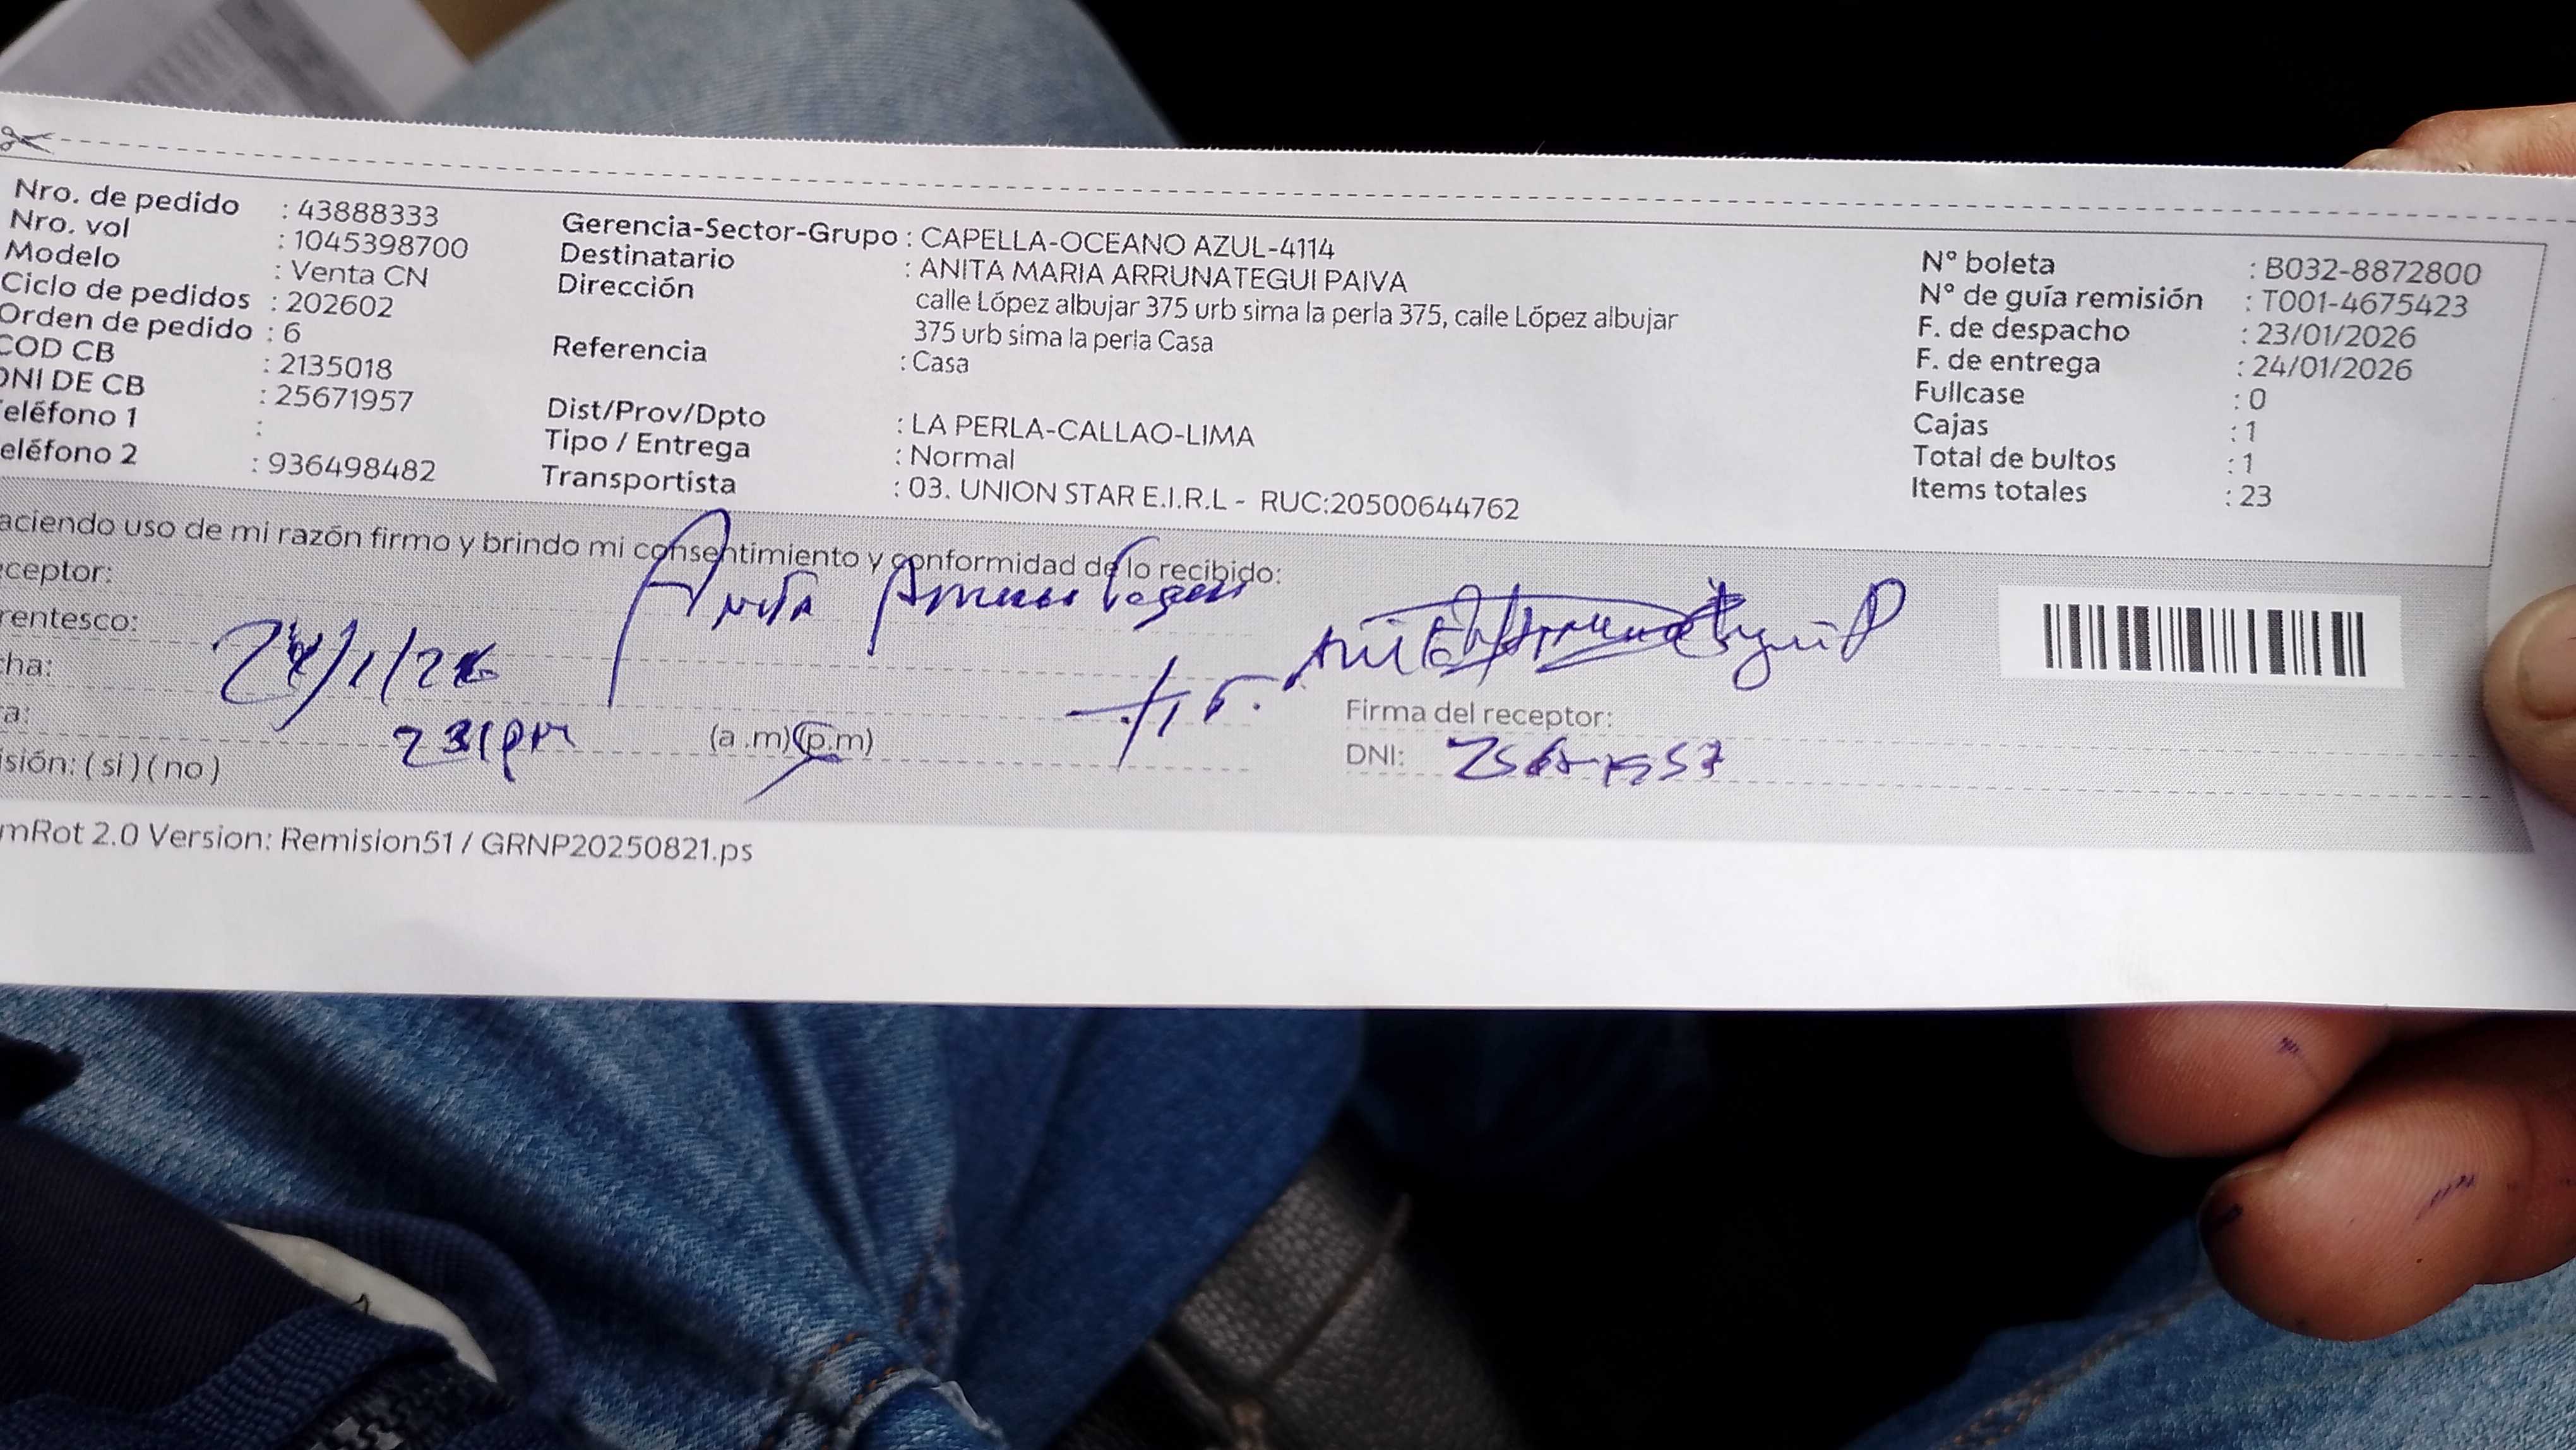 Nro. de pedido : 43888333
Nro. vol : 1045398700
Modelo : Venta CN
Ciclo de pedidos : 202602
Orden de pedido : 6
COD CB : 2135018
DNI DE CB : 25671957
eléfono 1 :
eléfono 2 : 936498482
Gerencia-Sector-Grupo : CAPELLA-OCEANO AZUL-4114
Destinatario : ANITA MARIA ARRUNATEGUI PAIVA
Dirección calle López albujar 375 urb sima la perla 375, calle López albujar
375 urb sima la perla Casa
Referencia : Casa
Dist/Prov/Dpto : LA PERLA-CALLAO-LIMA
Tipo / Entrega : Normal
Transportista : 03. UNION STAR E.I.R.L - RUC:20500644762
N° boleta : B032-8872800
N° de guía remisión : T001-4675423
F. de despacho : 23/01/2026
F. de entrega : 24/01/2026
Fullcase : 0
Cajas : 1
Total de bultos : 1
Items totales : 23
aciendo uso de mi razón firmo y brindo mi consentimiento y conformidad de lo recibido:
ceptor: Anita
rentesco:
cha: 24/1/26
a: 231pm (a .m)(p.m)
isión: ( si ) ( no )
Firma del receptor:
DNI:
mRot 2.0 Version: Remision51 / GRNP20250821.ps